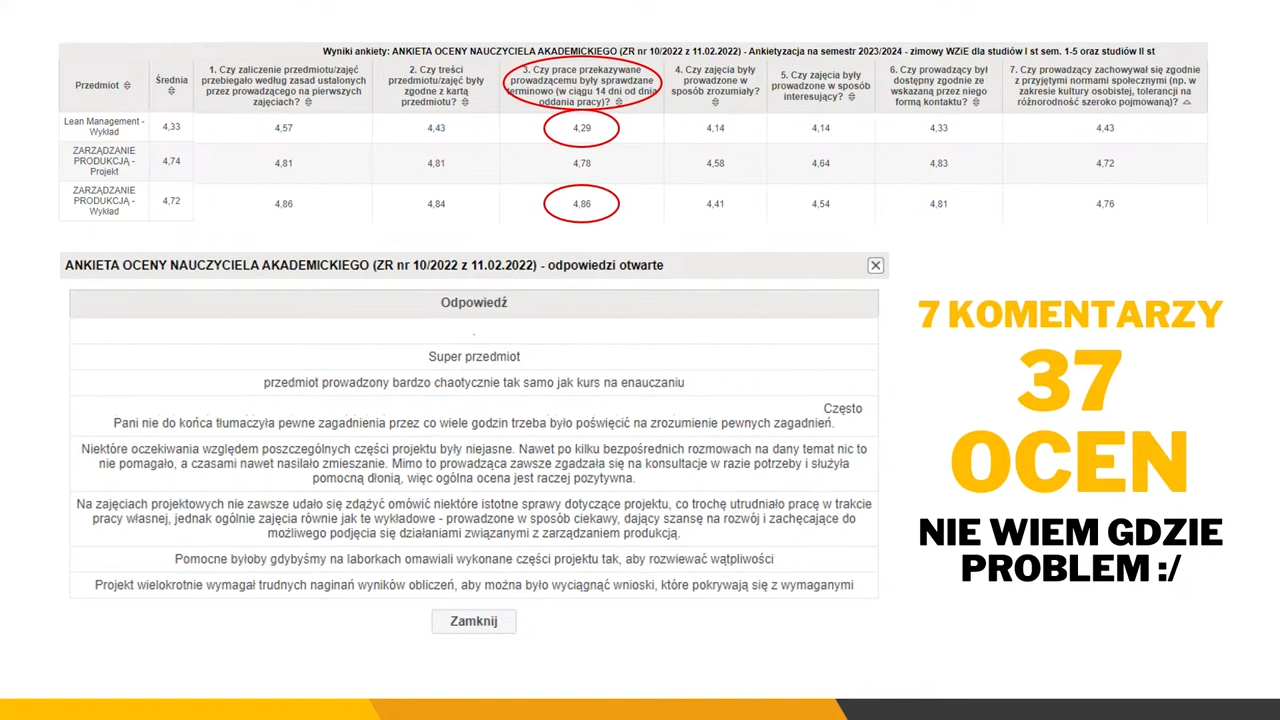 Wyniki ankiety: ANKIETA OCENY NAUCZYCIELA AKADEMICKIEGO (ZR nr 10/2022 z 11.02.2022) - Ankietyzacja na semestr 2023/2024 - zimowy WZiE dla studiów I st sem. 1-5 oraz studiów II st
Przedmiot
Średnia
1. Czy zaliczenie przedmiotu/zajęć
przebiegało według zasad ustalonych
przez prowadzącego na pierwszych
zajęciach?
2. Czy treści
przedmiotu/zajęć były
zgodne z kartą
przedmiotu?
3. Czy prace przekazywane
prowadzącemu były sprawdzane
terminowo (w ciągu 14 dni od dnia
oddania pracy)?
4. Czy zajęcia były
prowadzone w
sposób zrozumiały?
5. Czy zajęcia były
prowadzone w sposób
interesujący?
6. Czy prowadzący był
dostępny zgodnie ze
wskazaną przez niego
formą kontaktu?
7. Czy prowadzący zachowywał się zgodnie
z przyjętymi normami społecznymi (np. w
zakresie kultury osobistej, tolerancji na
różnorodność szeroko pojmowaną)?
Lean Management -
Wykład
4,33
4,57
4,43
4,29
4,14
4,14
4,33
4,43
ZARZĄDZANIE
PRODUKCJĄ -
Projekt
4,74
4,81
4,81
4,78
4,58
4,64
4,83
4,72
ZARZĄDZANIE
PRODUKCJĄ -
Wykład
4,72
4,86
4,84
4,86
4,41
4,54
4,81
4,76
ANKIETA OCENY NAUCZYCIELA AKADEMICKIEGO (ZR nr 10/2022 z 11.02.2022) - odpowiedzi otwarte
Odpowiedź
.
Super przedmiot
przedmiot prowadzony bardzo chaotycznie tak samo jak kurs na enauczaniu
Często
Pani nie do końca tłumaczyła pewne zagadnienia przez co wiele godzin trzeba było poświęcić na zrozumienie pewnych zagadnień.
Niektóre oczekiwania względem poszczególnych części projektu były niejasne. Nawet po kilku bezpośrednich rozmowach na dany temat nic to
nie pomagało, a czasami nawet nasilało zmieszanie. Mimo to prowadząca zawsze zgadzała się na konsultacje w razie potrzeby i służyła
pomocną dłonią, więc ogólna ocena jest raczej pozytywna.
Na zajęciach projektowych nie zawsze udało się zdążyć omówić niektóre istotne sprawy dotyczące projektu, co trochę utrudniało pracę w trakcie
pracy własnej, jednak ogólnie zajęcia równie jak te wykładowe - prowadzone w sposób ciekawy, dający szansę na rozwój i zachęcające do
możliwego podjęcia się działaniami związanymi z zarządzaniem produkcją.
Pomocne byłoby gdybyśmy na laborkach omawiali wykonane części projektu tak, aby rozwiewać wątpliwości
Projekt wielokrotnie wymagał trudnych naginań wyników obliczeń, aby można było wyciągnąć wnioski, które pokrywają się z wymaganymi
Zamknij
7 KOMENTARZY
37
OCEN
NIE WIEM GDZIE
PROBLEM :/